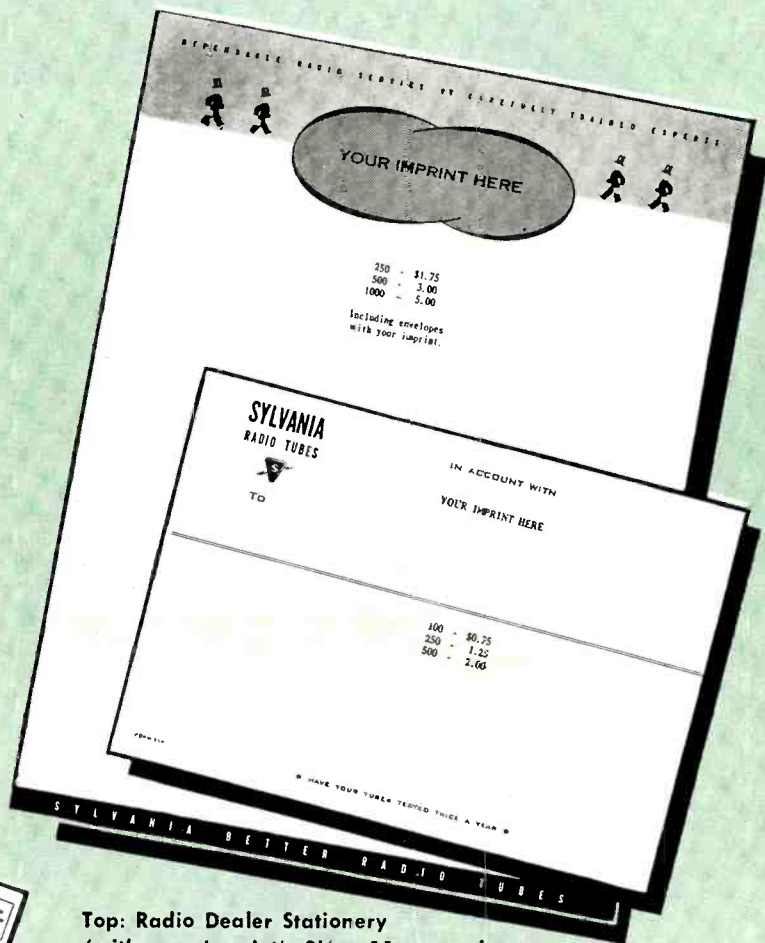 DEPENDABLE RADIO SERVICE BY CAREFULLY TRAINED EXPERTS
YOUR IMPRINT HERE
250 - $1.75
500 - 3.00
1000 - 5.00
Including envelopes
with your imprint.
SYLVANIA
RADIO TUBES
S
TO
IN ACCOUNT WITH
YOUR IMPRINT HERE
100 - $0.75
250 - 1.25
500 - 2.00
FORM
HAVE YOUR TUBES TESTED TWICE A YEAR
SYLVANIA BETTER RADIO TUBES
Top: Radio Dealer Stationery